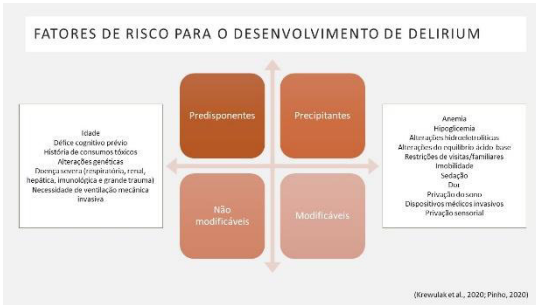 FATORES DE RISCO PARA O DESENVOLVIMENTO DE DELIRIUM
Predisponentes
Precipitantes
Idade
Défice cognitivo prévio
História de consumos tóxicos
Alterações genéticas
Doença severa (respiratória, renal,
hepática, imunológica e grande trauma)
Necessidade de ventilação mecânica
invasiva
Anemia
Hipoglicemia
Alterações hidroeletrolíticas
Alterações do equilíbrio ácido-base
Restrições de visitas/familiares
Imobilidade
Sedação
Dor
Privação do sono
Dispositivos médicos invasivos
Privação sensorial
Não
modificáveis
Modificáveis
(Krewulak et al., 2020; Pinho, 2020)